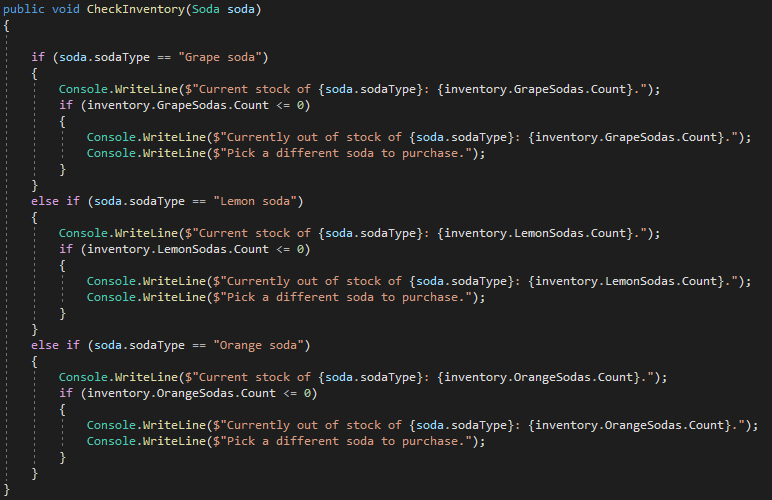 public void CheckInventory(Soda soda)
{
if (soda.sodaType == "Grape soda")
{
Console.WriteLine($"Current stock of {soda.sodaType}: {inventory.GrapeSodas.Count}.");
if (inventory.GrapeSodas.Count <= 0)
{
Console.WriteLine($"Currently out of stock of {soda.sodaType}: {inventory.GrapeSodas.Count}.");
Console.WriteLine($"Pick a different soda to purchase.");
}
}
else if (soda.sodaType == "Lemon soda")
{
Console.WriteLine($"Current stock of {soda.sodaType}: {inventory.LemonSodas.Count}.");
if (inventory.LemonSodas.Count <= 0)
{
Console.WriteLine($"Currently out of stock of {soda.sodaType}: {inventory.LemonSodas.Count}.");
Console.WriteLine($"Pick a different soda to purchase.");
}
}
else if (soda.sodaType == "Orange soda")
{
Console.WriteLine($"Current stock of {soda.sodaType}: {inventory.OrangeSodas.Count}.");
if (inventory.OrangeSodas.Count <= 0)
{
Console.WriteLine($"Currently out of stock of {soda.sodaType}: {inventory.OrangeSodas.Count}.");
Console.WriteLine($"Pick a different soda to purchase.");
}
}
}